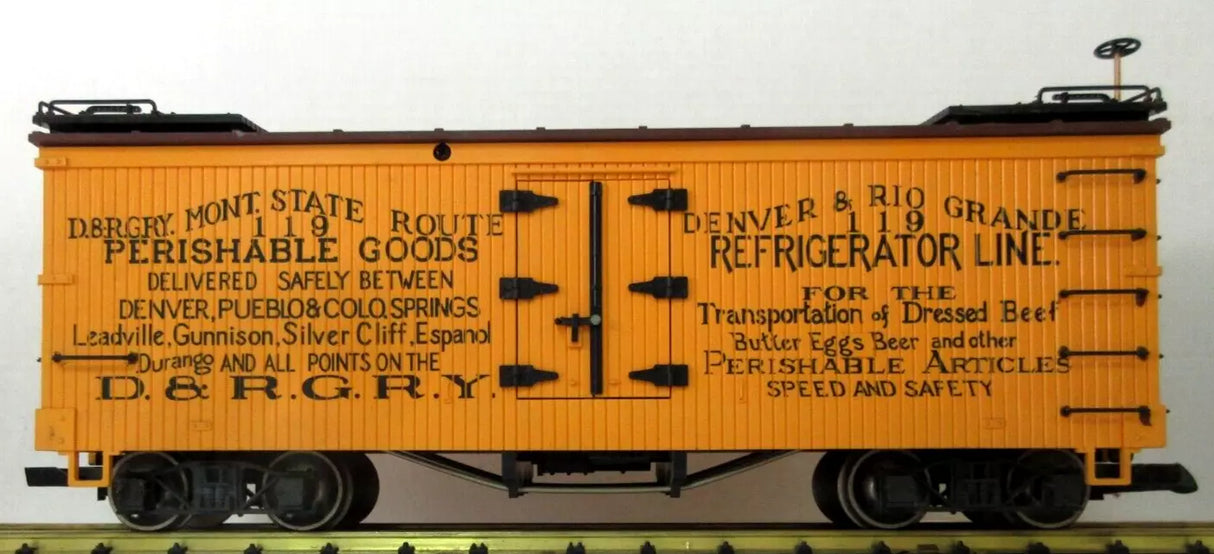 D.&R.G.RY. MONT. STATE ROUTE
119
PERISHABLE GOODS
DELIVERED SAFELY BETWEEN
DENVER, PUEBLO & COLO. SPRINGS
Leadville, Gunnison, Silver Cliff, Espanol
Durango AND ALL POINTS ON THE
D. & R. G. R. Y.
DENVER & RIO GRANDE
119
REFRIGERATOR LINE.
FOR THE
Transportation of Dressed Beef
Butter Eggs Beer and other
PERISHABLE ARTICLES
SPEED AND SAFETY